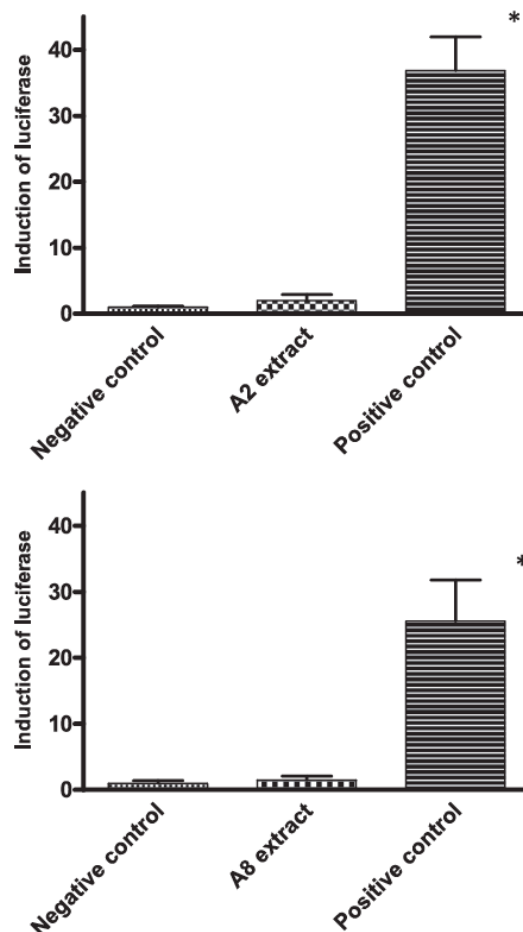 *
Induction of luciferase
40
30
20
10
0
Negative control
A2 extract
Positive control
*
Induction of luciferase
40
30
20
10
0
Negative control
A8 extract
Positive control